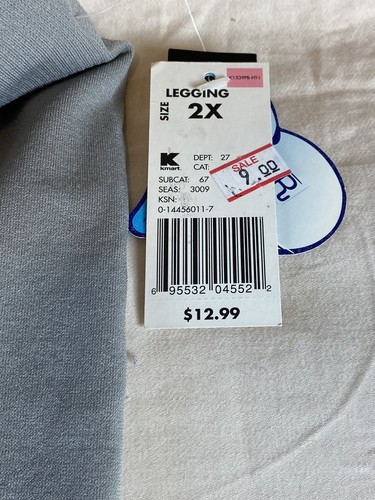 LEGGING
SIZE 2X
K
kmart.
DEPT: 27
CAT:
SUBCAT: 67
SEAS: 3009
KSN:
0-14456011-7
SALE
9.00
6 95532 04552 2
$12.99